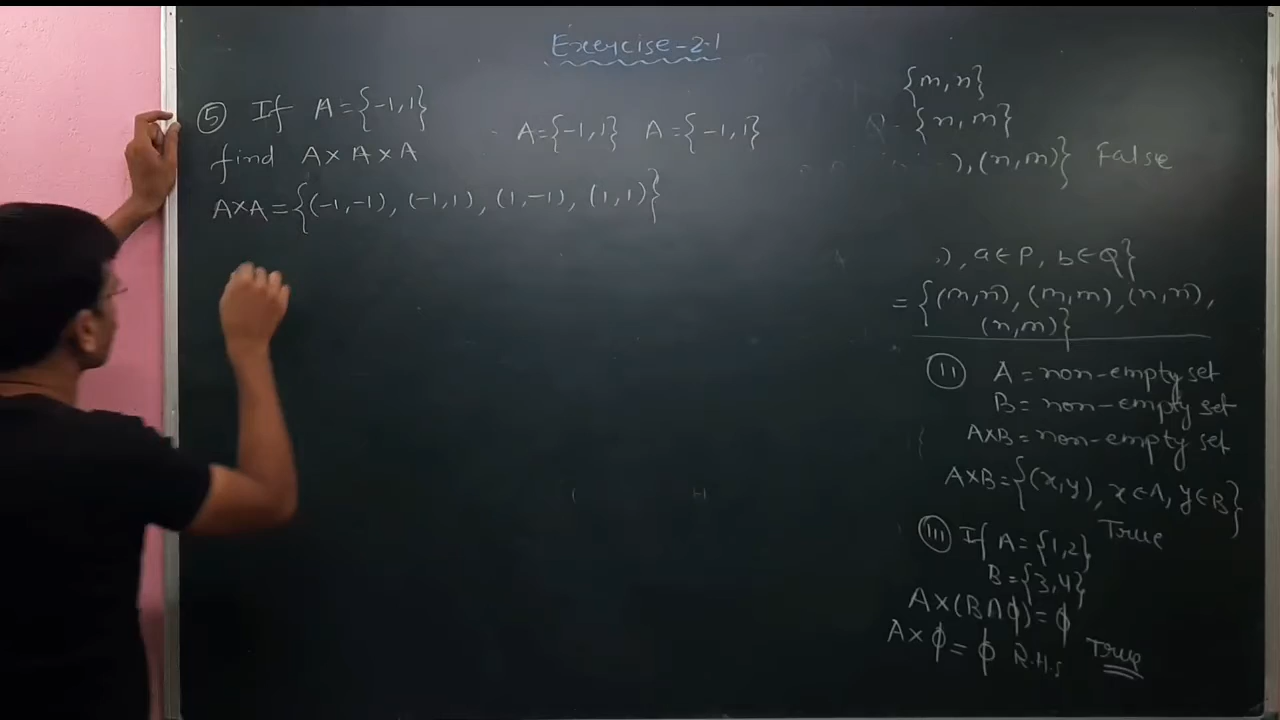 Exercise-2.1
⑤ If A={-1,1}
find A×A×A
A={-1,1} A={-1,1}
A×A={(-1,-1), (-1,1), (1,-1), (1,1)}
{m,n}
{n,m}
),(n,m)} False
), a∈P, b∈Q}
={(m,n),(m,m),(n,n),
(n,m)}
(II) A=non-empty set
B=non-empty set
A×B=non-empty set
A×B={(x,y), x∈A, y∈B}
True
(III) If A={1,2}
B={3,4}
A×(B∩ϕ)=ϕ
A×ϕ=ϕ R.H.S True